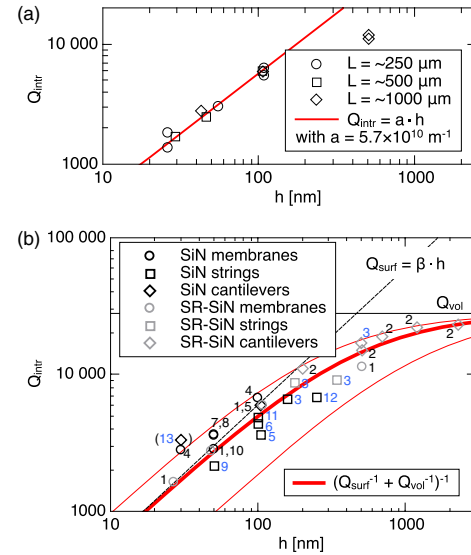 (a)
10 000
1000
Q_intr
L = ~250 µm
L = ~500 µm
L = ~1000 µm
Q_intr = a·h
with a = 5.7×10^10 m^-1
10
100
1000
h [nm]
(b)
100 000
10 000
1000
Q_intr
SiN membranes
SiN strings
SiN cantilevers
SR-SiN membranes
SR-SiN strings
SR-SiN cantilevers
Q_surf = β·h
Q_vol
2
2
2
3
2
2
1
3
3
3
12
4
1,5
11
6
5
7,8
1,10
9
(13)
4
1
(Q_surf^-1 + Q_vol^-1)^-1
10
100
1000
h [nm]